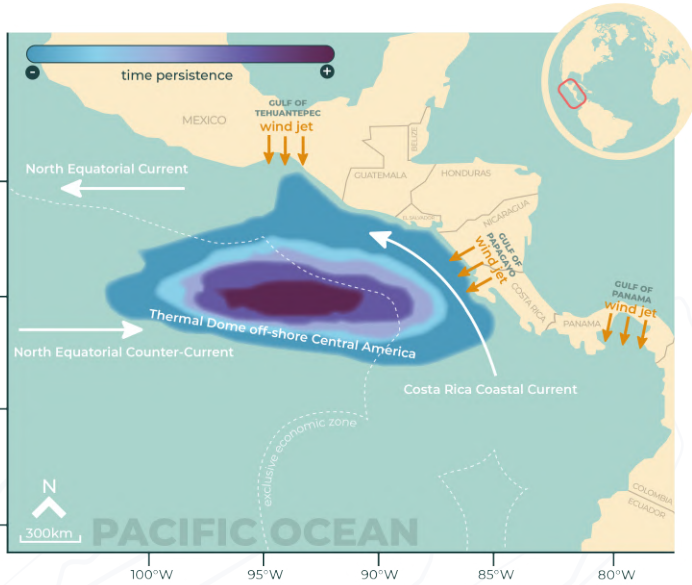 -
+
time persistence
GULF OF
TEHUANTEPEC
wind jet
MEXICO
BELIZE
GUATEMALA
HONDURAS
EL SALVADOR
NICARAGUA
North Equatorial Current
GULF OF
PAPAGAYO
wind jet
COSTA RICA
GULF OF
PANAMA
wind jet
PANAMA
Thermal Dome off-shore Central América
North Equatorial Counter-Current
Costa Rica Coastal Current
exclusive economic zone
COLOMBIA
ECUADOR
N
300km
PACIFIC OCEAN
100°W
95°W
90°W
85°W
80°W